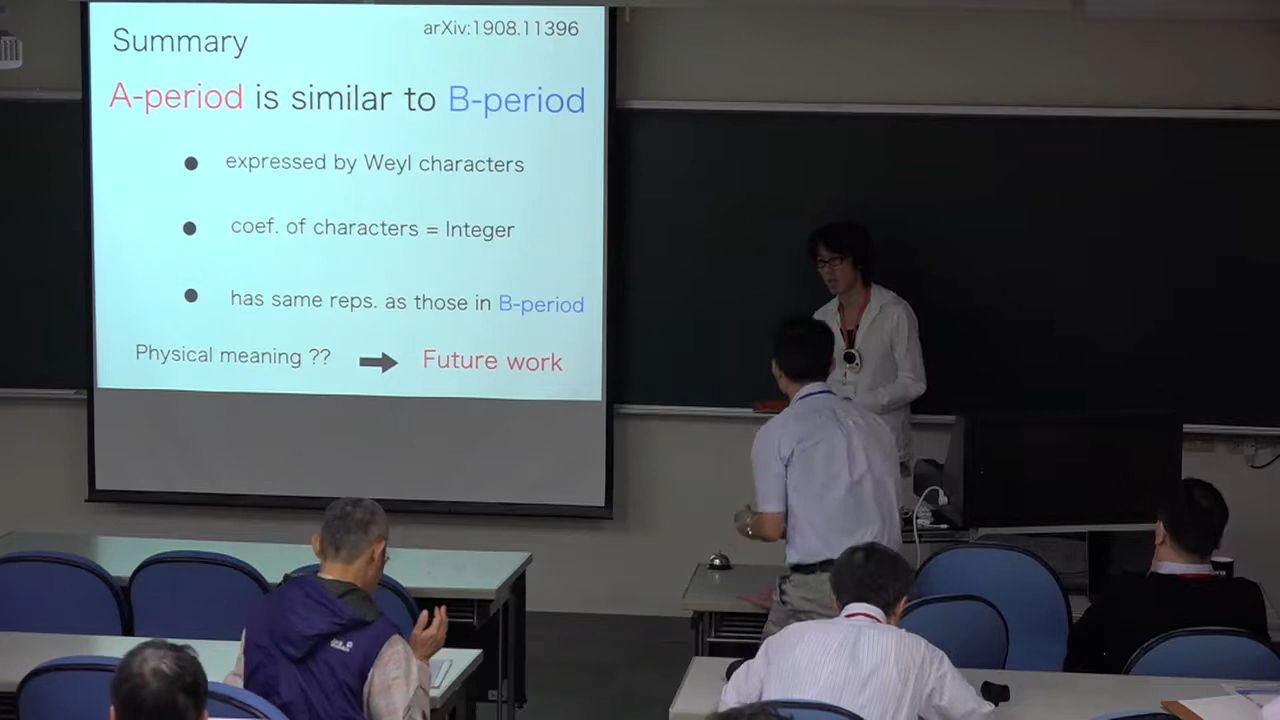 Summary
arXiv:1908.11396
A-period is similar to B-period
● expressed by Weyl characters
● coef. of characters = Integer
● has same reps. as those in B-period
Physical meaning ?? ➡ Future work